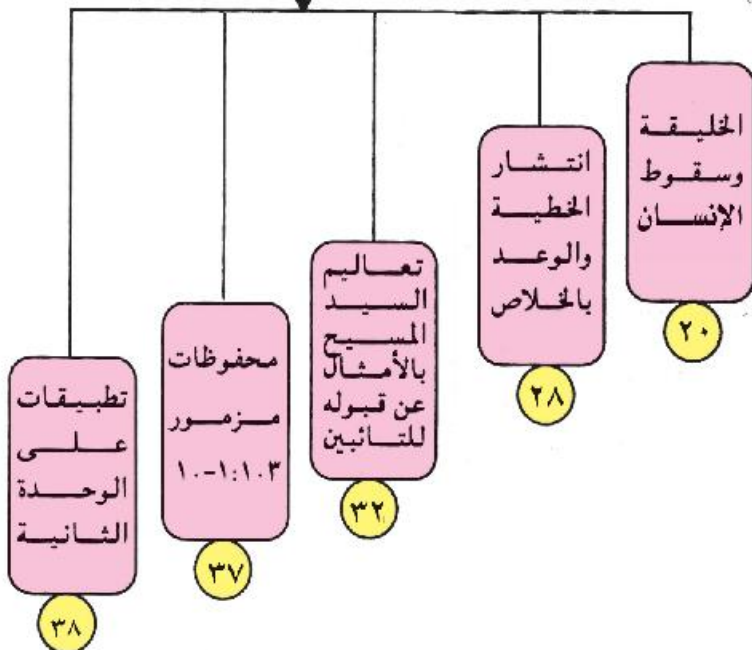 الخليقة
وسقوط
الإنسان
٢٠
انتشار
الخطية
والوعد
بالخلاص
٢٨
تعاليم
السيد
المسيح
بالأمثال
عن قبوله
للتائبين
٣٢
محفوظات
مزمور
١٠٣:١-١٠
٣٧
تطبيقات
على
الوحدة
الثانية
٣٨